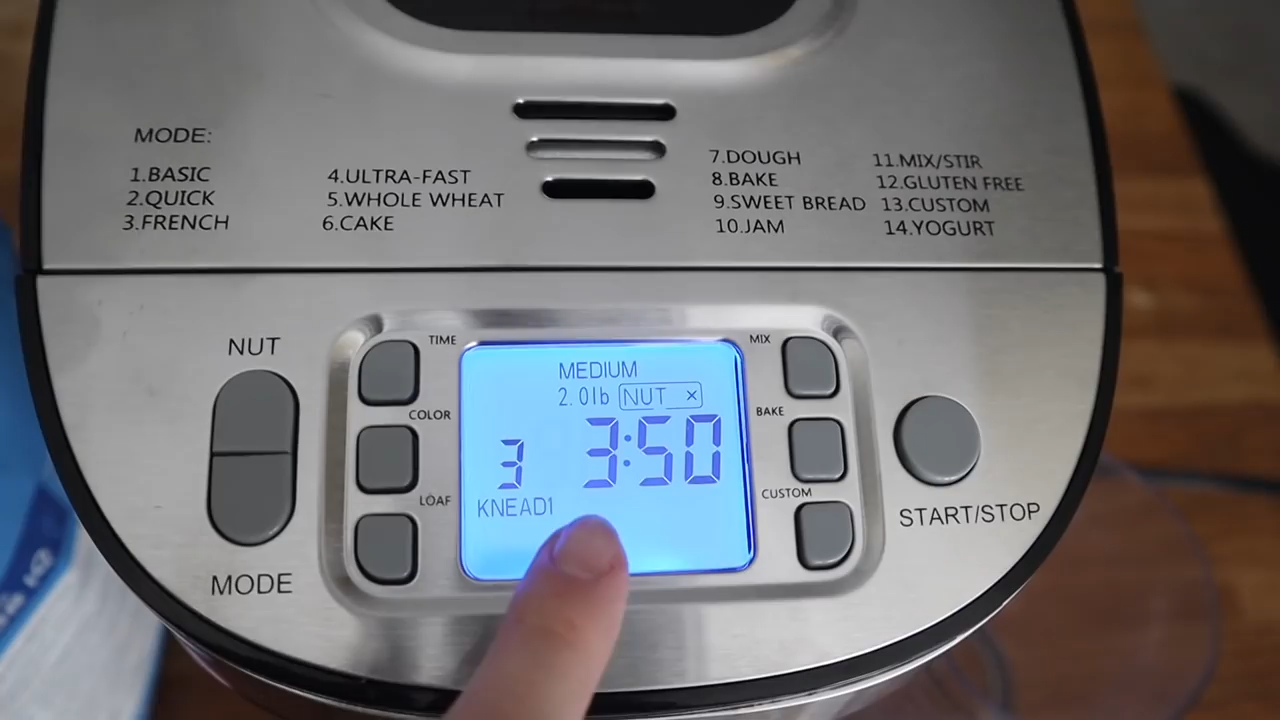 MODE:
1.BASIC
2.QUICK
3.FRENCH
4.ULTRA-FAST
5.WHOLE WHEAT
6.CAKE
7.DOUGH
8.BAKE
9.SWEET BREAD
10.JAM
11.MIX/STIR
12.GLUTEN FREE
13.CUSTOM
14.YOGURT
NUT
MODE
TIME
COLOR
LOAF
MEDIUM
2.0lb NUT ×
3 3:50
KNEAD1
MIX
BAKE
CUSTOM
START/STOP